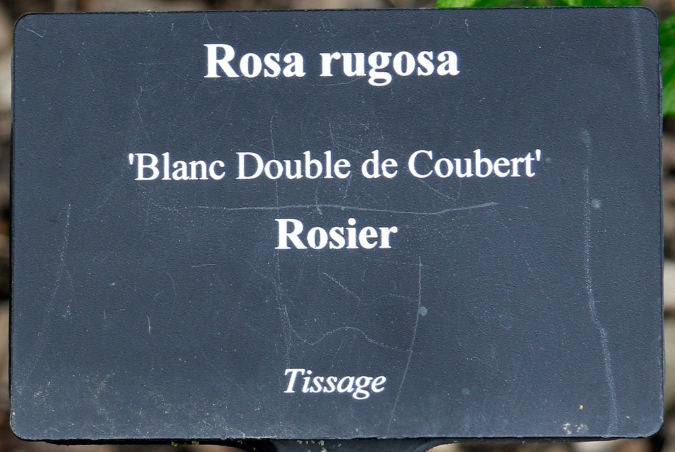 Rosa rugosa
'Blanc Double de Coubert'
Rosier
Tissage